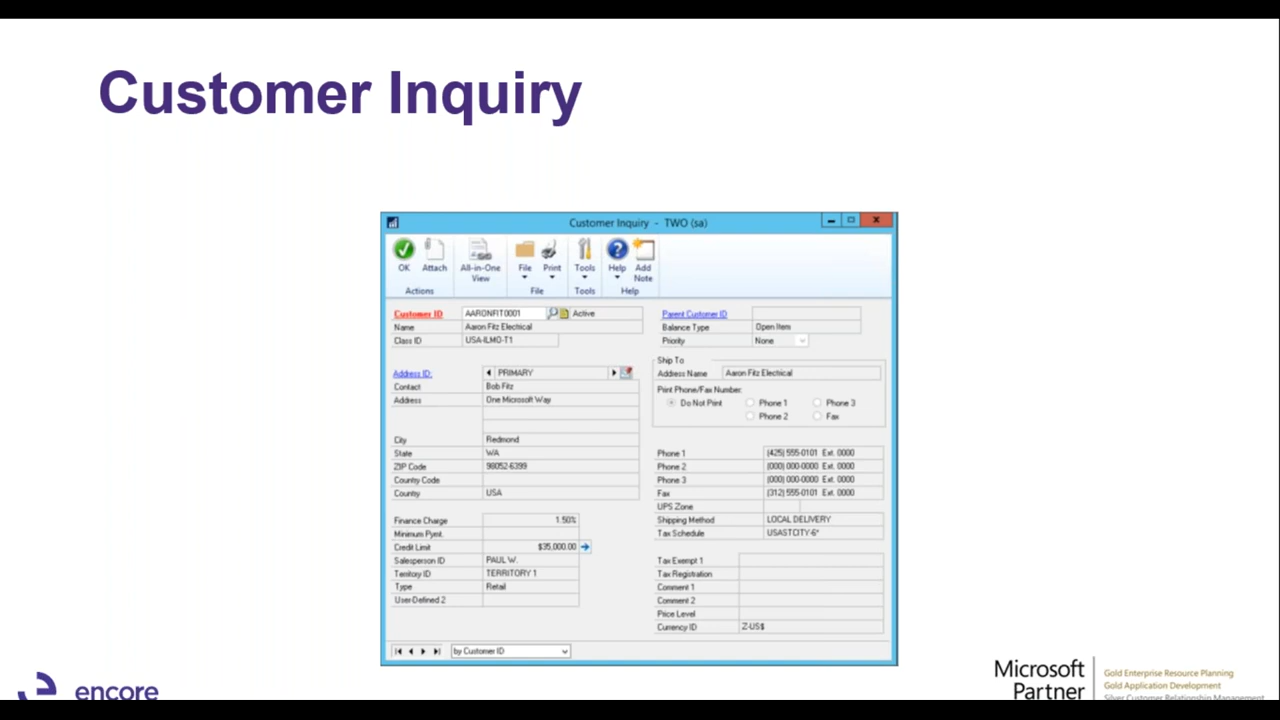 Customer Inquiry
Customer Inquiry - TWO (sa)
OK
Attach
All-in-One View
File
Print
Tools
Help
Add Note
Actions
File
Tools
Help
Customer ID AARONFIT0001 Active
Name Aaron Fitz Electrical
Class ID USA-ILMO-T1
Parent Customer ID
Balance Type Open Item
Priority None
Address ID: PRIMARY
Contact Bob Fitz
Address One Microsoft Way
City Redmond
State WA
ZIP Code 98052-6399
Country Code
Country USA
Ship To
Address Name Aaron Fitz Electrical
Print Phone/Fax Number:
Do Not Print Phone 1 Phone 3
Phone 2 Fax
Phone 1 (425) 555-0101 Ext. 0000
Phone 2 (000) 000-0000 Ext. 0000
Phone 3 (000) 000-0000 Ext. 0000
Fax (312) 555-0101 Ext. 0000
UPS Zone
Shipping Method LOCAL DELIVERY
Tax Schedule USASTCITY-6*
Finance Charge 1.50%
Minimum Pymt.
Credit Limit $35,000.00
Salesperson ID PAUL W.
Territory ID TERRITORY 1
Type Retail
User-Defined 2
Tax Exempt 1
Tax Registration
Comment 1
Comment 2
Price Level
Currency ID Z-US$
by Customer ID
encore
Microsoft Partner
Gold Enterprise Resource Planning
Gold Application Development
Silver Customer Relationship Management